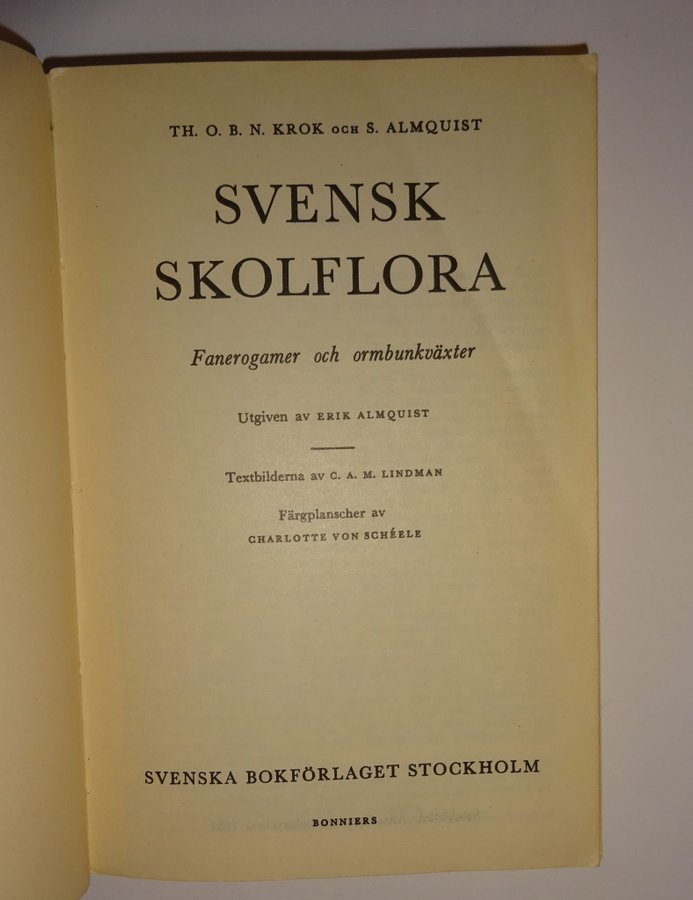 TH. O. B. N. KROK OCH S. ALMQUIST
SVENSK
SKOLFLORA
Fanerogamer och ormbunkväxter
Utgiven av ERIK ALMQUIST
Textbilderna av C. A. M. LINDMAN
Färgplanscher av
CHARLOTTE VON SCHÉELE
SVENSKA BOKFÖRLAGET STOCKHOLM
BONNIERS